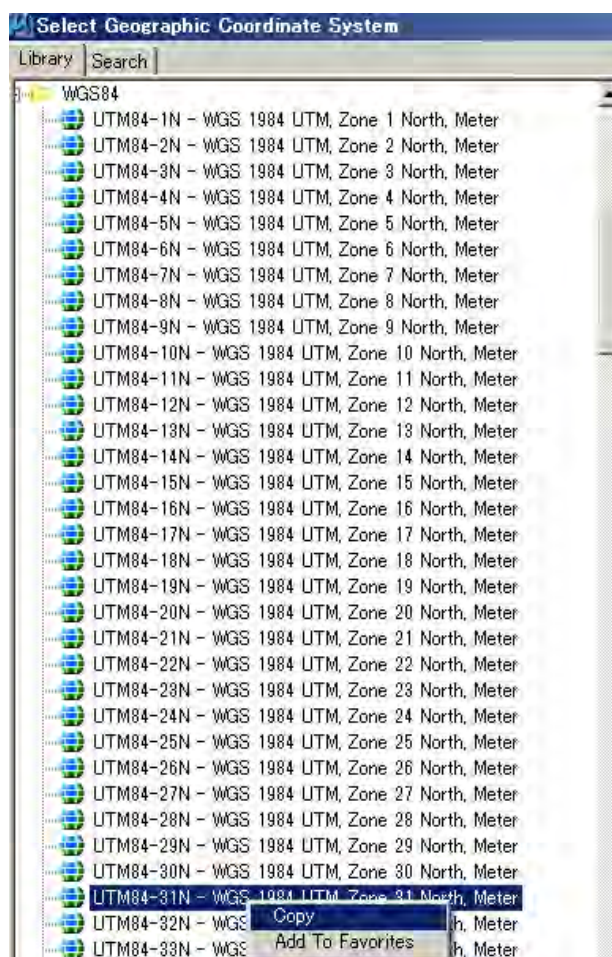 Select Geographic Coordinate System
Library Search
WGS84
UTM84-1N - WGS 1984 UTM, Zone 1 North, Meter
UTM84-2N - WGS 1984 UTM, Zone 2 North, Meter
UTM84-3N - WGS 1984 UTM, Zone 3 North, Meter
UTM84-4N - WGS 1984 UTM, Zone 4 North, Meter
UTM84-5N - WGS 1984 UTM, Zone 5 North, Meter
UTM84-6N - WGS 1984 UTM, Zone 6 North, Meter
UTM84-7N - WGS 1984 UTM, Zone 7 North, Meter
UTM84-8N - WGS 1984 UTM, Zone 8 North, Meter
UTM84-9N - WGS 1984 UTM, Zone 9 North, Meter
UTM84-10N - WGS 1984 UTM, Zone 10 North, Meter
UTM84-11N - WGS 1984 UTM, Zone 11 North, Meter
UTM84-12N - WGS 1984 UTM, Zone 12 North, Meter
UTM84-13N - WGS 1984 UTM, Zone 13 North, Meter
UTM84-14N - WGS 1984 UTM, Zone 14 North, Meter
UTM84-15N - WGS 1984 UTM, Zone 15 North, Meter
UTM84-16N - WGS 1984 UTM, Zone 16 North, Meter
UTM84-17N - WGS 1984 UTM, Zone 17 North, Meter
UTM84-18N - WGS 1984 UTM, Zone 18 North, Meter
UTM84-19N - WGS 1984 UTM, Zone 19 North, Meter
UTM84-20N - WGS 1984 UTM, Zone 20 North, Meter
UTM84-21N - WGS 1984 UTM, Zone 21 North, Meter
UTM84-22N - WGS 1984 UTM, Zone 22 North, Meter
UTM84-23N - WGS 1984 UTM, Zone 23 North, Meter
UTM84-24N - WGS 1984 UTM, Zone 24 North, Meter
UTM84-25N - WGS 1984 UTM, Zone 25 North, Meter
UTM84-26N - WGS 1984 UTM, Zone 26 North, Meter
UTM84-27N - WGS 1984 UTM, Zone 27 North, Meter
UTM84-28N - WGS 1984 UTM, Zone 28 North, Meter
UTM84-29N - WGS 1984 UTM, Zone 29 North, Meter
UTM84-30N - WGS 1984 UTM, Zone 30 North, Meter
UTM84-31N - WGS 1984 UTM, Zone 31 North, Meter
Copy
UTM84-32N - WGS h, Meter
Add To Favorites
UTM84-33N - WGS h, Meter